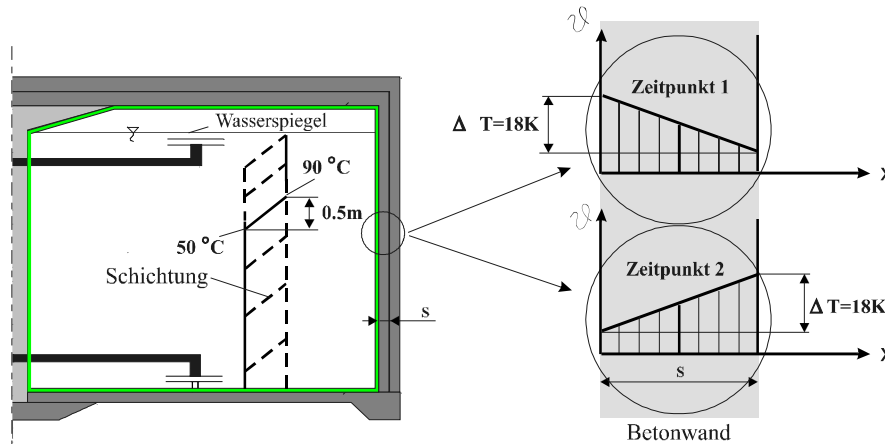 Wasserspiegel
90 °C
0.5m
50 °C
Schichtung
s
ϑ
Zeitpunkt 1
Δ T=18K
x
ϑ
Zeitpunkt 2
Δ T=18K
x
s
Betonwand